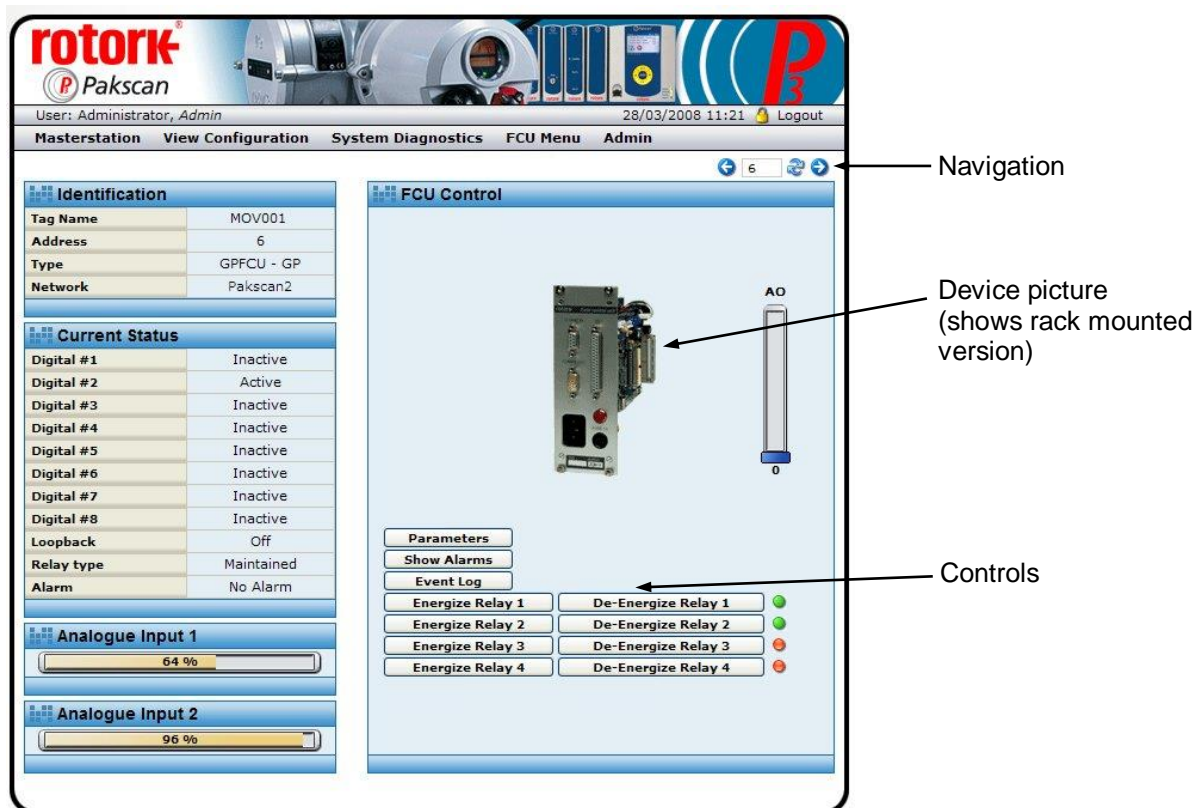 rotork®
Pakscan
P3
User: Administrator, Admin
28/03/2008 11:21 Logout
Masterstation View Configuration System Diagnostics FCU Menu Admin
6
Navigation
Identification
Tag Name MOV001
Address 6
Type GPFCU - GP
Network Pakscan2
Current Status
Digital #1 Inactive
Digital #2 Active
Digital #3 Inactive
Digital #4 Inactive
Digital #5 Inactive
Digital #6 Inactive
Digital #7 Inactive
Digital #8 Inactive
Loopback Off
Relay type Maintained
Alarm No Alarm
Analogue Input 1
64 %
Analogue Input 2
96 %
FCU Control
AO
0
Device picture
(shows rack mounted
version)
Parameters
Show Alarms
Event Log
Controls
Energize Relay 1 De-Energize Relay 1
Energize Relay 2 De-Energize Relay 2
Energize Relay 3 De-Energize Relay 3
Energize Relay 4 De-Energize Relay 4